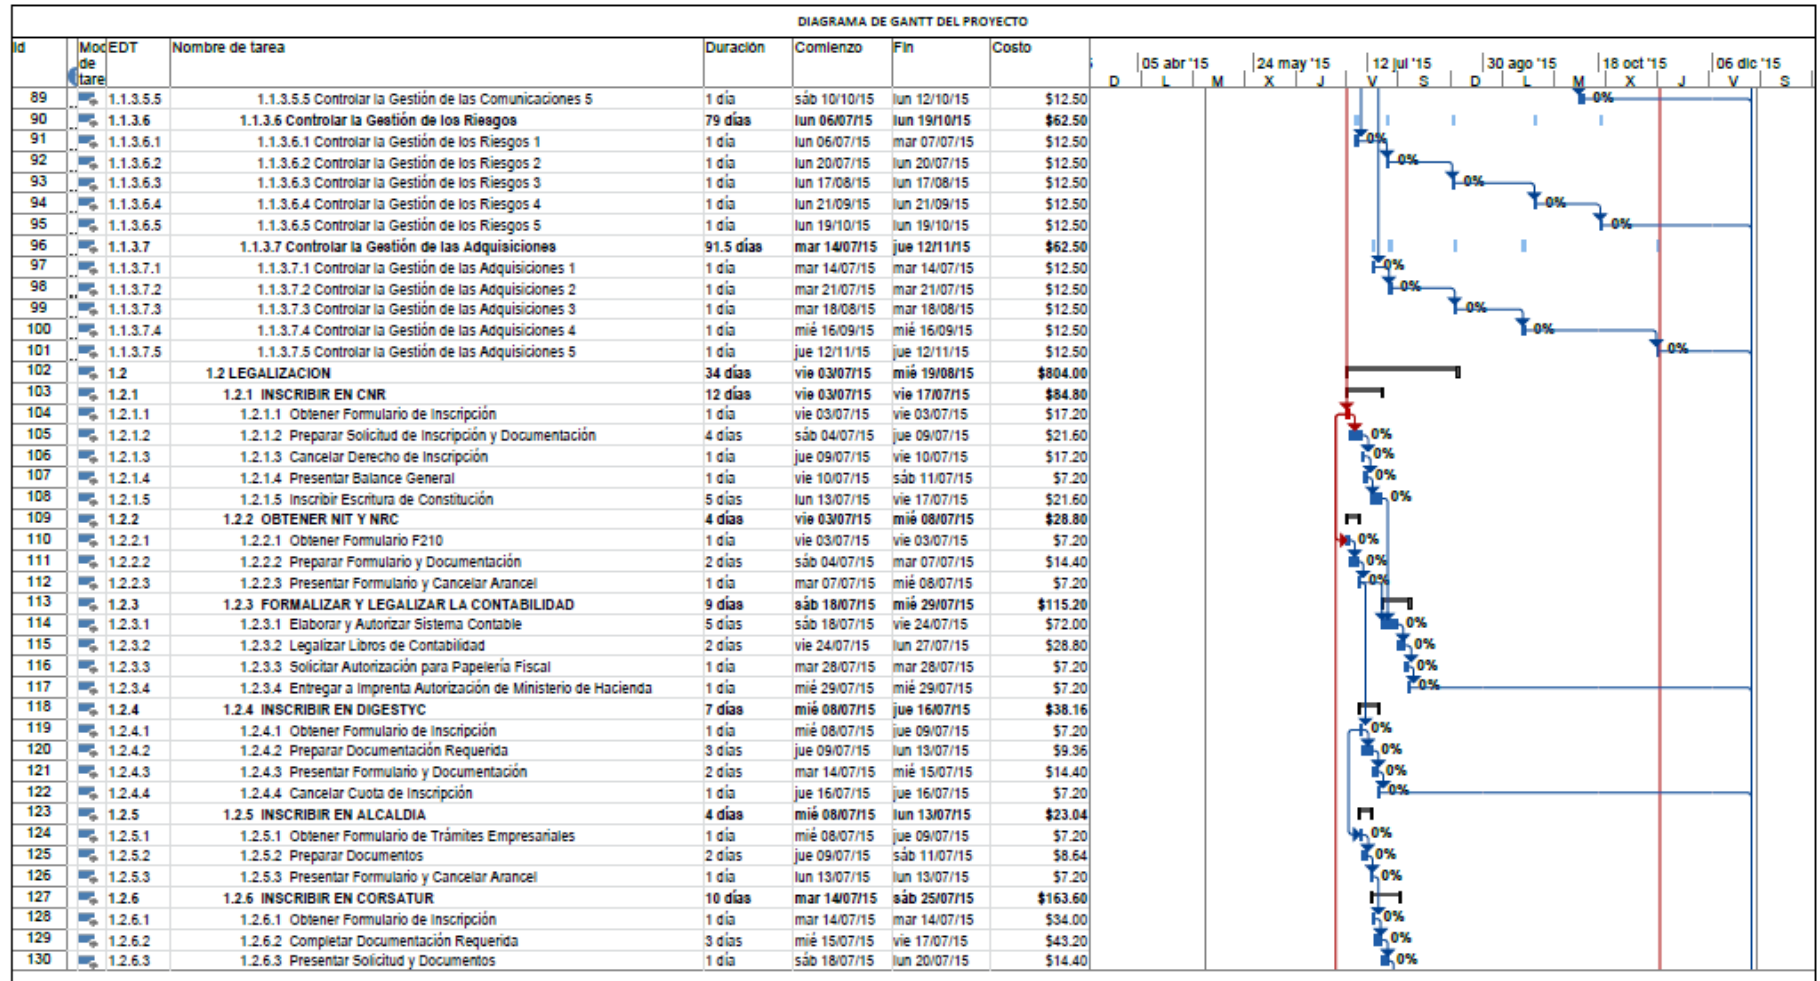 DIAGRAMA DE GANTT DEL PROYECTO
Id Moc de tare EDT Nombre de tarea Duración Comienzo Fin Costo
05 abr '15 24 may '15 12 jul '15 30 ago '15 18 oct '15 06 dic '15
D L M X J V S D L M X J V S
89 1.1.3.5.5 1.1.3.5.5 Controlar la Gestión de las Comunicaciones 5 1 día sáb 10/10/15 lun 12/10/15 $12.50 0%
90 1.1.3.6 1.1.3.6 Controlar la Gestión de los Riesgos 79 días lun 06/07/15 lun 19/10/15 $62.50
91 1.1.3.6.1 1.1.3.6.1 Controlar la Gestión de los Riesgos 1 1 día lun 06/07/15 mar 07/07/15 $12.50 0%
92 1.1.3.6.2 1.1.3.6.2 Controlar la Gestión de los Riesgos 2 1 día lun 20/07/15 lun 20/07/15 $12.50 0%
93 1.1.3.6.3 1.1.3.6.3 Controlar la Gestión de los Riesgos 3 1 día lun 17/08/15 lun 17/08/15 $12.50 0%
94 1.1.3.6.4 1.1.3.6.4 Controlar la Gestión de los Riesgos 4 1 día lun 21/09/15 lun 21/09/15 $12.50 0%
95 1.1.3.6.5 1.1.3.6.5 Controlar la Gestión de los Riesgos 5 1 día lun 19/10/15 lun 19/10/15 $12.50 0%
96 1.1.3.7 1.1.3.7 Controlar la Gestión de las Adquisiciones 91.5 días mar 14/07/15 jue 12/11/15 $62.50
97 1.1.3.7.1 1.1.3.7.1 Controlar la Gestión de las Adquisiciones 1 1 día mar 14/07/15 mar 14/07/15 $12.50 0%
98 1.1.3.7.2 1.1.3.7.2 Controlar la Gestión de las Adquisiciones 2 1 día mar 21/07/15 mar 21/07/15 $12.50 0%
99 1.1.3.7.3 1.1.3.7.3 Controlar la Gestión de las Adquisiciones 3 1 día mar 18/08/15 mar 18/08/15 $12.50 0%
100 1.1.3.7.4 1.1.3.7.4 Controlar la Gestión de las Adquisiciones 4 1 día mié 16/09/15 mié 16/09/15 $12.50 0%
101 1.1.3.7.5 1.1.3.7.5 Controlar la Gestión de las Adquisiciones 5 1 día jue 12/11/15 jue 12/11/15 $12.50 0%
102 1.2 1.2 LEGALIZACION 34 días vie 03/07/15 mié 19/08/15 $804.00
103 1.2.1 1.2.1 INSCRIBIR EN CNR 12 días vie 03/07/15 vie 17/07/15 $84.80
104 1.2.1.1 1.2.1.1 Obtener Formulario de Inscripción 1 día vie 03/07/15 vie 03/07/15 $17.20
105 1.2.1.2 1.2.1.2 Preparar Solicitud de Inscripción y Documentación 4 días sáb 04/07/15 jue 09/07/15 $21.60 0%
106 1.2.1.3 1.2.1.3 Cancelar Derecho de Inscripción 1 día jue 09/07/15 vie 10/07/15 $17.20 0%
107 1.2.1.4 1.2.1.4 Presentar Balance General 1 día vie 10/07/15 sáb 11/07/15 $7.20 0%
108 1.2.1.5 1.2.1.5 Inscribir Escritura de Constitución 5 días lun 13/07/15 vie 17/07/15 $21.60 0%
109 1.2.2 1.2.2 OBTENER NIT Y NRC 4 días vie 03/07/15 mié 08/07/15 $28.80
110 1.2.2.1 1.2.2.1 Obtener Formulario F210 1 día vie 03/07/15 vie 03/07/15 $7.20 0%
111 1.2.2.2 1.2.2.2 Preparar Formulario y Documentación 2 días sáb 04/07/15 mar 07/07/15 $14.40 0%
112 1.2.2.3 1.2.2.3 Presentar Formulario y Cancelar Arancel 1 día mar 07/07/15 mié 08/07/15 $7.20 0%
113 1.2.3 1.2.3 FORMALIZAR Y LEGALIZAR LA CONTABILIDAD 9 días sáb 18/07/15 mié 29/07/15 $115.20
114 1.2.3.1 1.2.3.1 Elaborar y Autorizar Sistema Contable 5 días sáb 18/07/15 vie 24/07/15 $72.00 0%
115 1.2.3.2 1.2.3.2 Legalizar Libros de Contabilidad 2 días vie 24/07/15 lun 27/07/15 $28.80 0%
116 1.2.3.3 1.2.3.3 Solicitar Autorización para Papelería Fiscal 1 día mar 28/07/15 mar 28/07/15 $7.20 0%
117 1.2.3.4 1.2.3.4 Entregar a Imprenta Autorización de Ministerio de Hacienda 1 día mié 29/07/15 mié 29/07/15 $7.20 0%
118 1.2.4 1.2.4 INSCRIBIR EN DIGESTYC 7 días mié 08/07/15 jue 16/07/15 $38.16
119 1.2.4.1 1.2.4.1 Obtener Formulario de Inscripción 1 día mié 08/07/15 jue 09/07/15 $7.20 0%
120 1.2.4.2 1.2.4.2 Preparar Documentación Requerida 3 días jue 09/07/15 lun 13/07/15 $9.36 0%
121 1.2.4.3 1.2.4.3 Presentar Formulario y Documentación 2 días mar 14/07/15 mié 15/07/15 $14.40 0%
122 1.2.4.4 1.2.4.4 Cancelar Cuota de Inscripción 1 día jue 16/07/15 jue 16/07/15 $7.20 0%
123 1.2.5 1.2.5 INSCRIBIR EN ALCALDIA 4 días mié 08/07/15 lun 13/07/15 $23.04
124 1.2.5.1 1.2.5.1 Obtener Formulario de Trámites Empresariales 1 día mié 08/07/15 jue 09/07/15 $7.20 0%
125 1.2.5.2 1.2.5.2 Preparar Documentos 2 días jue 09/07/15 sáb 11/07/15 $8.64 0%
126 1.2.5.3 1.2.5.3 Presentar Formulario y Cancelar Arancel 1 día lun 13/07/15 lun 13/07/15 $7.20 0%
127 1.2.6 1.2.6 INSCRIBIR EN CORSATUR 10 días mar 14/07/15 sáb 25/07/15 $163.60
128 1.2.6.1 1.2.6.1 Obtener Formulario de Inscripción 1 día mar 14/07/15 mar 14/07/15 $34.00 0%
129 1.2.6.2 1.2.6.2 Completar Documentación Requerida 3 días mié 15/07/15 vie 17/07/15 $43.20 0%
130 1.2.6.3 1.2.6.3 Presentar Solicitud y Documentos 1 día sáb 18/07/15 lun 20/07/15 $14.40 0%